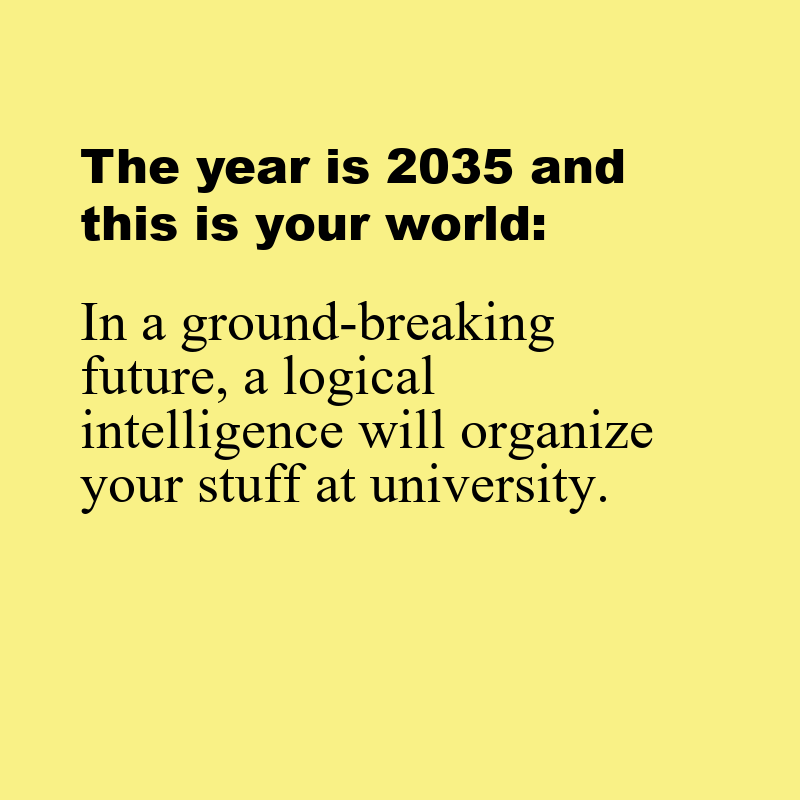 The year is 2035 and
this is your world:
In a ground-breaking
future, a logical
intelligence will organize
your stuff at university.